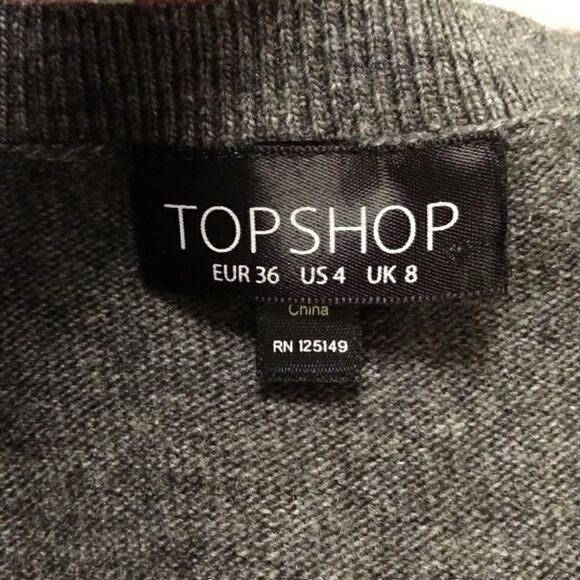 TOPSHOP
EUR 36 US 4 UK 8
China
RN 125149